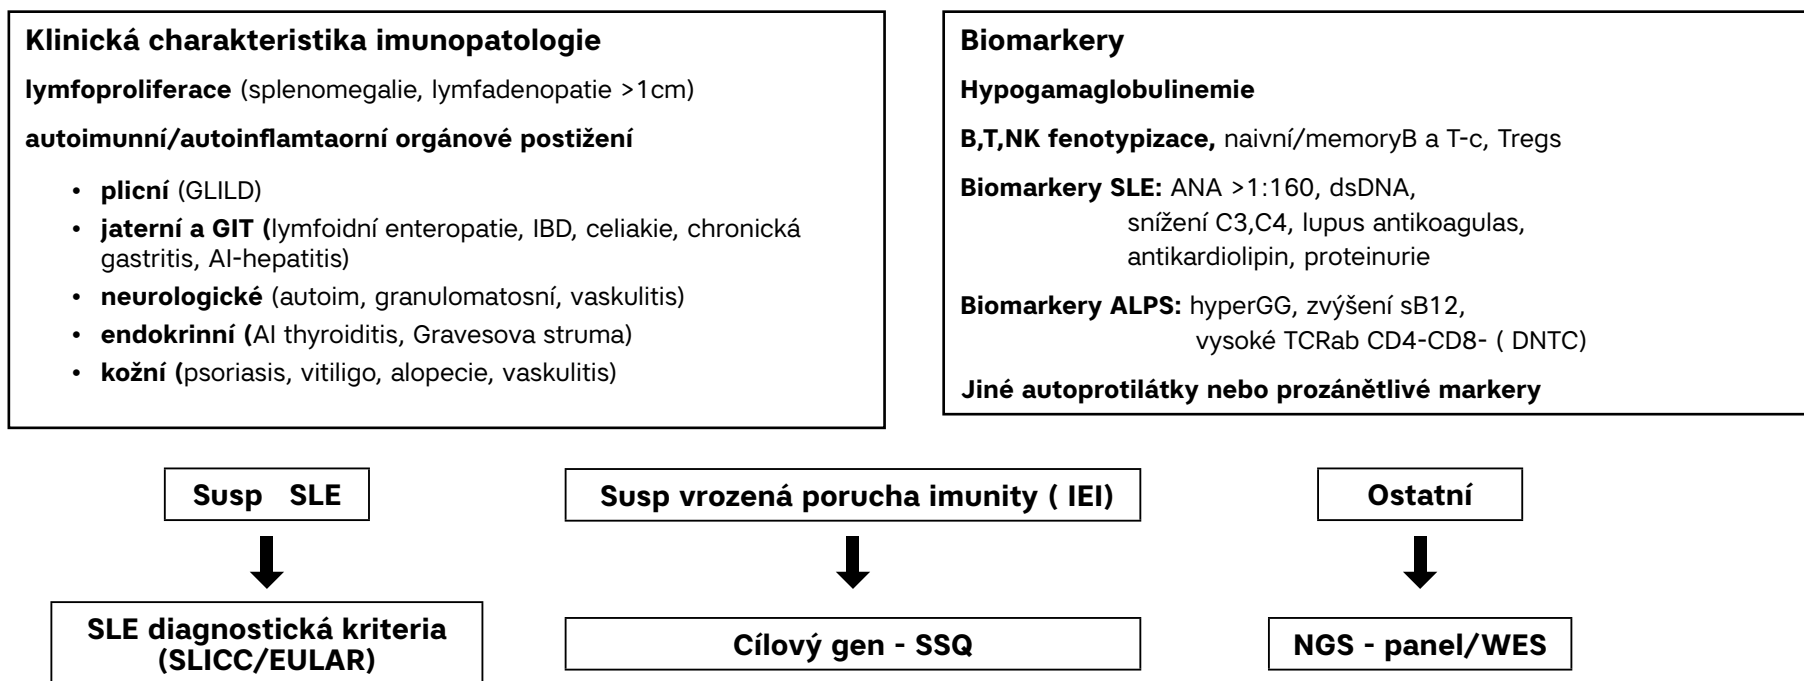 Klinická charakteristika imunopatologie
lymfoproliferace (splenomegalie, lymfadenopatie >1cm)
autoimunní/autoinflamtaorní orgánové postižení
• plicní (GLILD)
• jaterní a GIT (lymfoidní enteropatie, IBD, celiakie, chronická
gastritis, AI-hepatitis)
• neurologické (autoim, granulomatosní, vaskulitis)
• endokrinní (AI thyroiditis, Gravesova struma)
• kožní (psoriasis, vitiligo, alopecie, vaskulitis)
Biomarkery
Hypogamaglobulinemie
B,T,NK fenotypizace, naivní/memoryB a T-c, Tregs
Biomarkery SLE: ANA >1:160, dsDNA,
snížení C3,C4, lupus antikoagulas,
antikardiolipin, proteinurie
Biomarkery ALPS: hyperGG, zvýšení sB12,
vysoké TCRab CD4-CD8- ( DNTC)
Jiné autoprotilátky nebo prozánětlivé markery
Susp SLE
Susp vrozená porucha imunity ( IEI)
Ostatní
SLE diagnostická kriteria
(SLICC/EULAR)
Cílový gen - SSQ
NGS - panel/WES